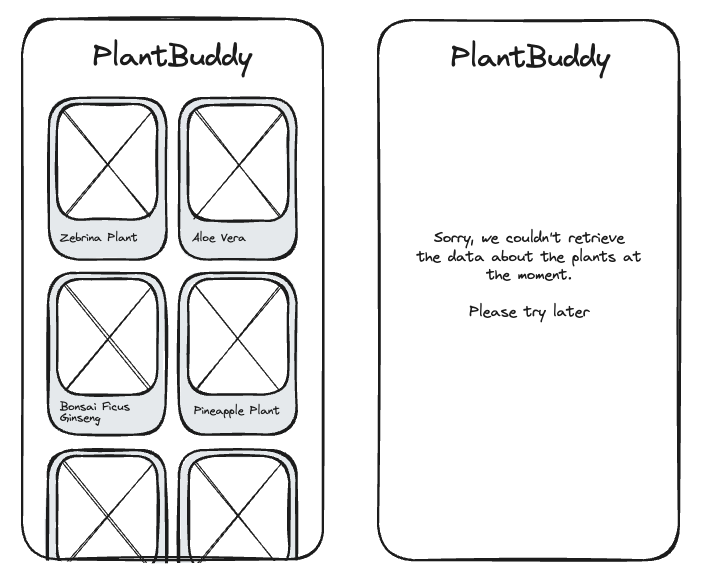 PlantBuddy
Zebrina Plant
Aloe Vera
Bonsai Ficus
Ginseng
Pineapple Plant
PlantBuddy
Sorry, we couldn't retrieve
the data about the plants at
the moment.
Please try later